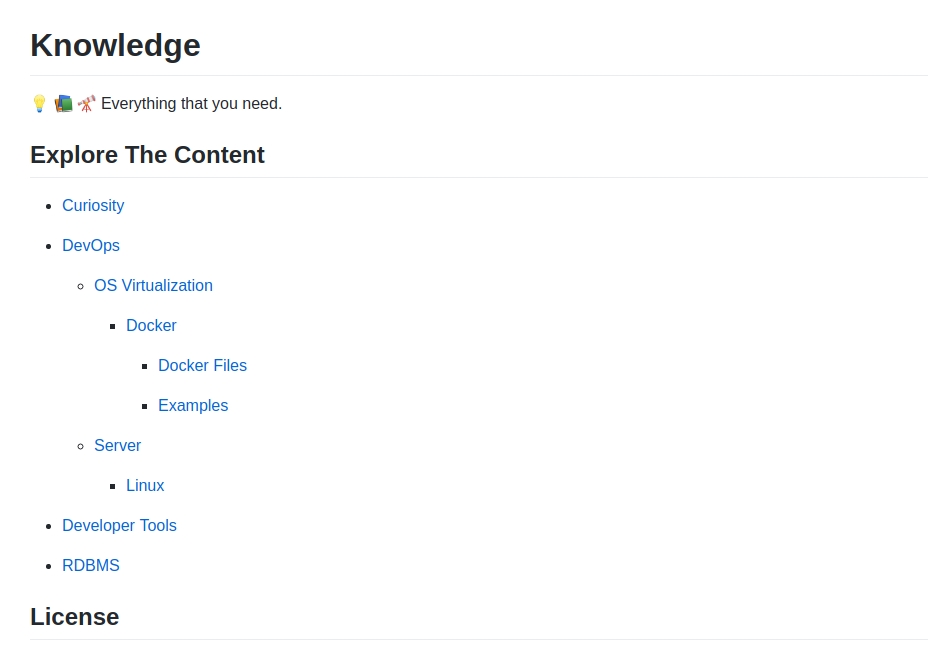 Knowledge
💡 📚 🔭 Everything that you need.
Explore The Content
Curiosity
DevOps
OS Virtualization
Docker
Docker Files
Examples
Server
Linux
Developer Tools
RDBMS
License